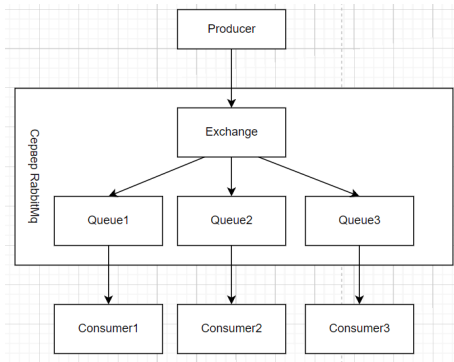 Producer
Сервер RabbitMq
Exchange
Queue1
Queue2
Queue3
Consumer1
Consumer2
Consumer3